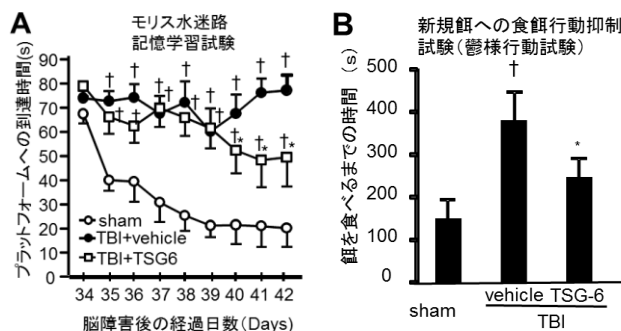 A
モリス水迷路
記憶学習試験
プラットフォームへの到達時間(s)
90
80
70
60
50
40
30
20
10
0
† † † † † † † † †
† † † † † †* †* †*
sham
TBI+vehicle
TBI+TSG6
34 35 36 37 38 39 40 41 42
脳障害後の経過日数(Days)
B
新規餌への食餌行動抑制
試験(鬱様行動試験)
餌を食べるまでの時間 (s)
500
400
300
200
100
0
†
*
sham
vehicle TSG-6
TBI